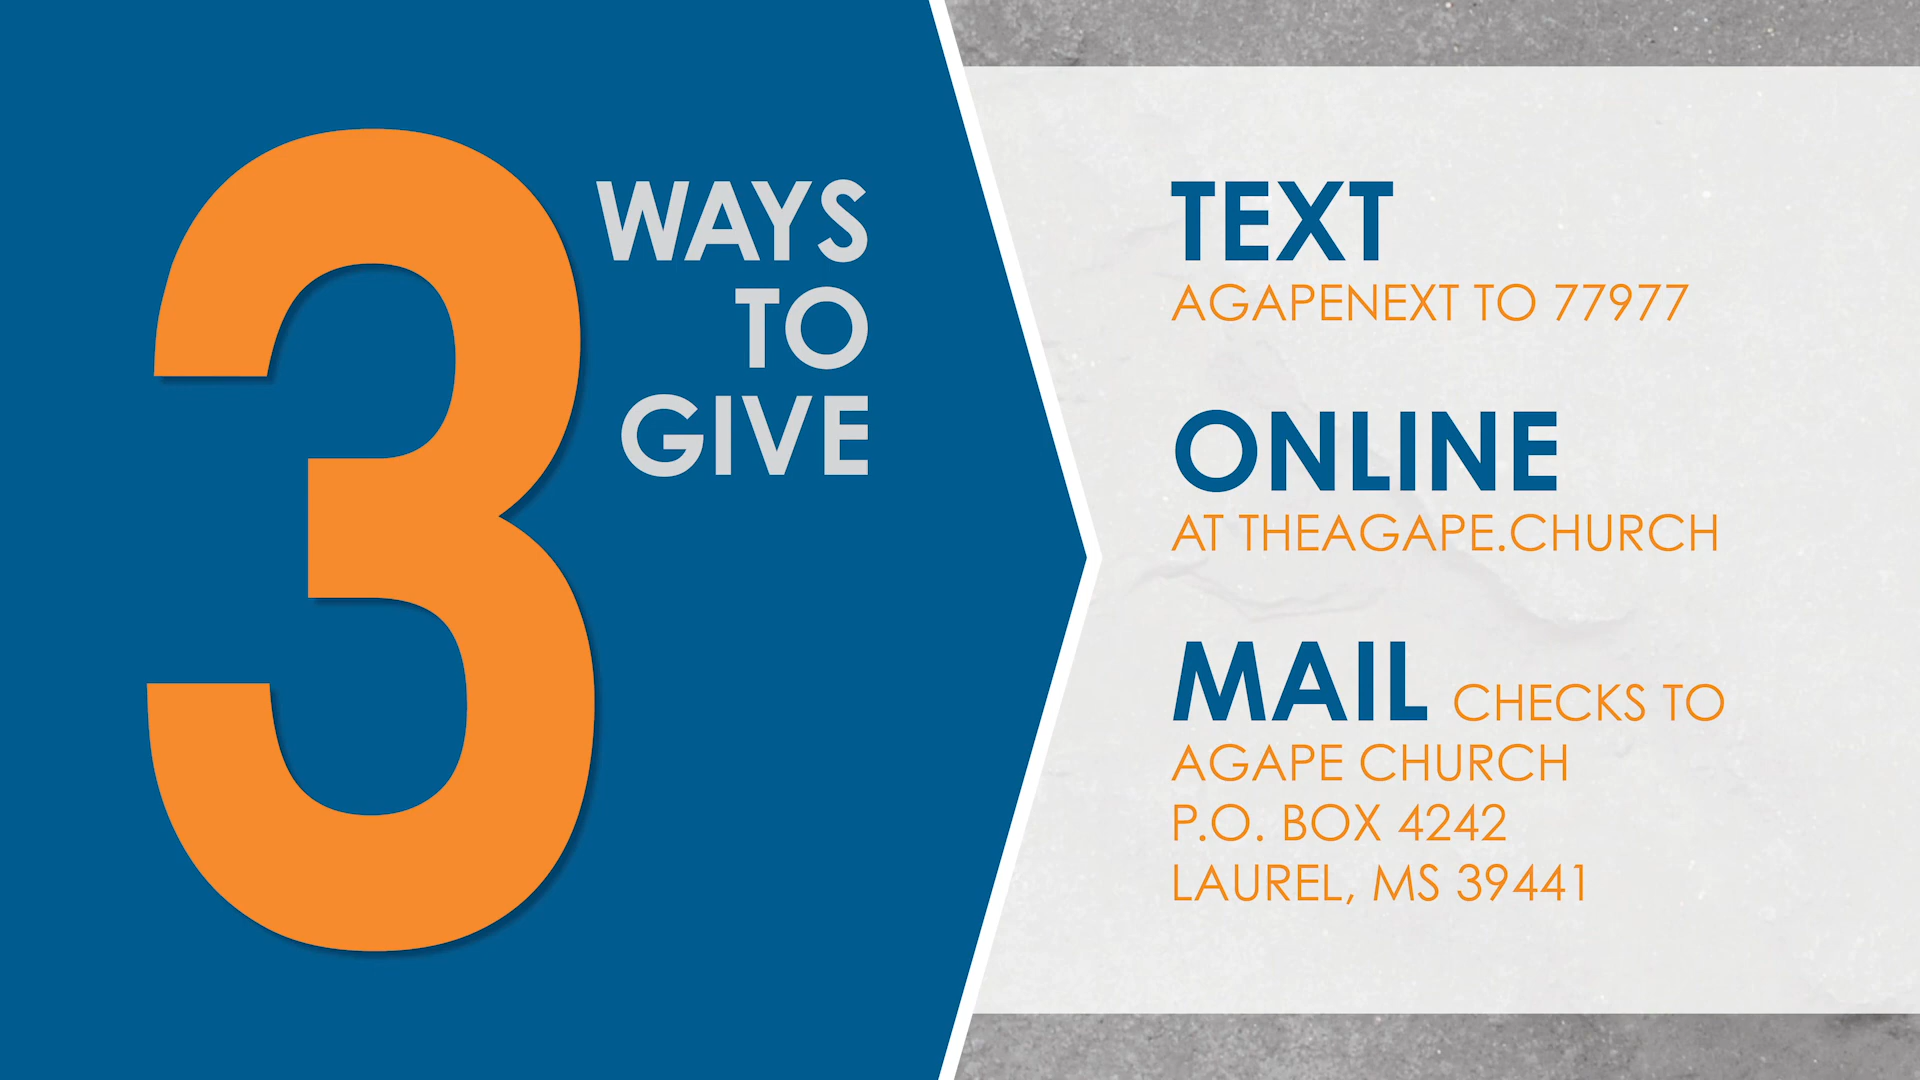 3
WAYS
TO
GIVE
TEXT
AGAPENEXT TO 77977
ONLINE
AT THEAGAPE.CHURCH
MAIL CHECKS TO
AGAPE CHURCH
P.O. BOX 4242
LAUREL, MS 39441